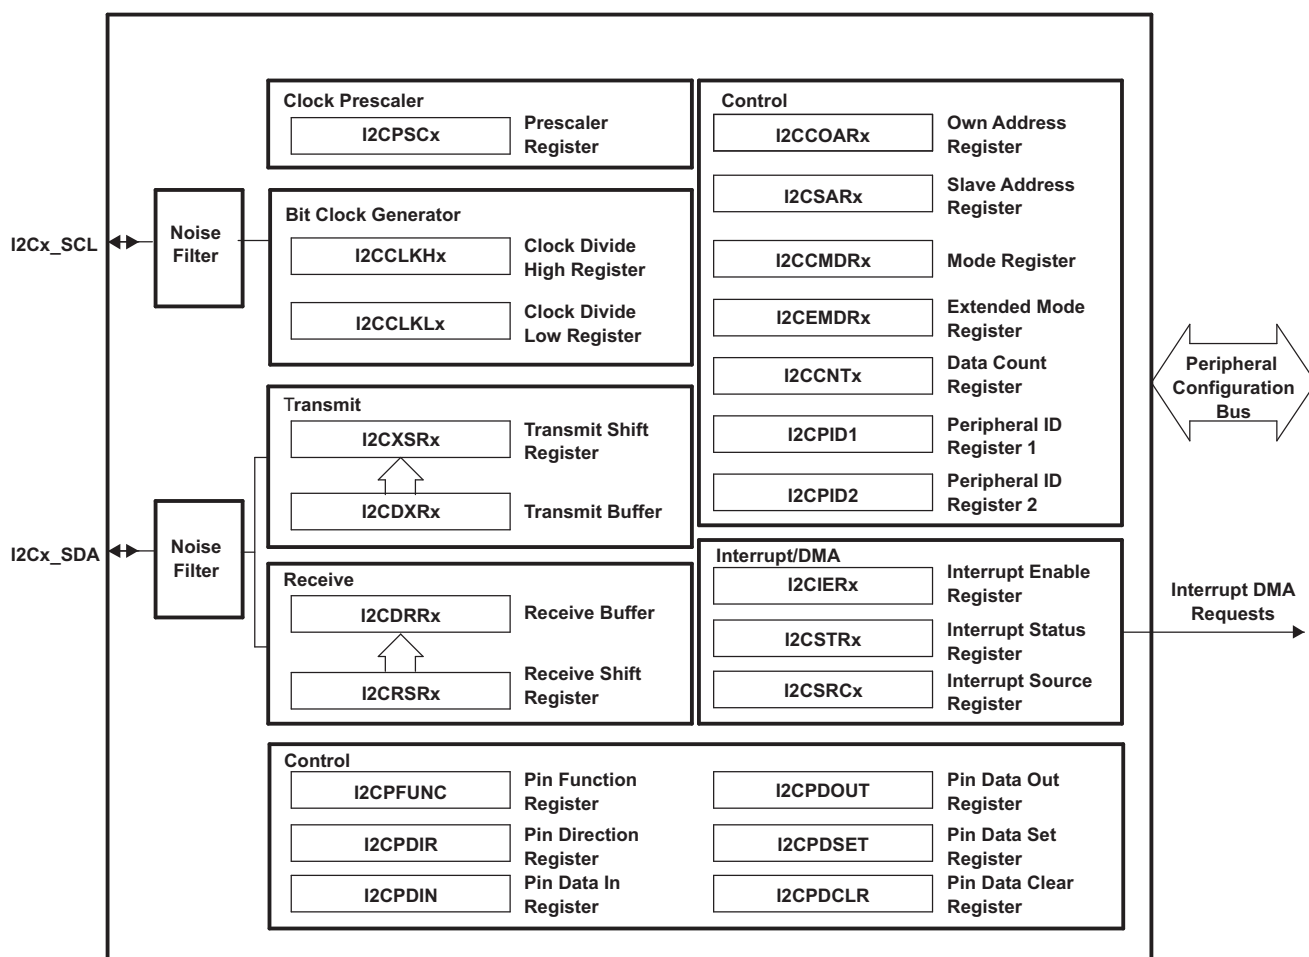 Clock Prescaler
I2CPSCx
Prescaler
Register
I2Cx_SCL
Noise
Filter
Bit Clock Generator
I2CCLKHx
Clock Divide
High Register
I2CCLKLx
Clock Divide
Low Register
Transmit
I2CXSRx
Transmit Shift
Register
I2CDXRx
Transmit Buffer
I2Cx_SDA
Noise
Filter
Receive
I2CDRRx
Receive Buffer
I2CRSRx
Receive Shift
Register
Control
I2CCOARx
Own Address
Register
I2CSARx
Slave Address
Register
I2CCMDRx
Mode Register
I2CEMDRx
Extended Mode
Register
I2CCNTx
Data Count
Register
I2CPID1
Peripheral ID
Register 1
I2CPID2
Peripheral ID
Register 2
Peripheral
Configuration
Bus
Interrupt/DMA
I2CIERx
Interrupt Enable
Register
I2CSTRx
Interrupt Status
Register
I2CSRCx
Interrupt Source
Register
Interrupt DMA
Requests
Control
I2CPFUNC
Pin Function
Register
I2CPDIR
Pin Direction
Register
I2CPDIN
Pin Data In
Register
I2CPDOUT
Pin Data Out
Register
I2CPDSET
Pin Data Set
Register
I2CPDCLR
Pin Data Clear
Register